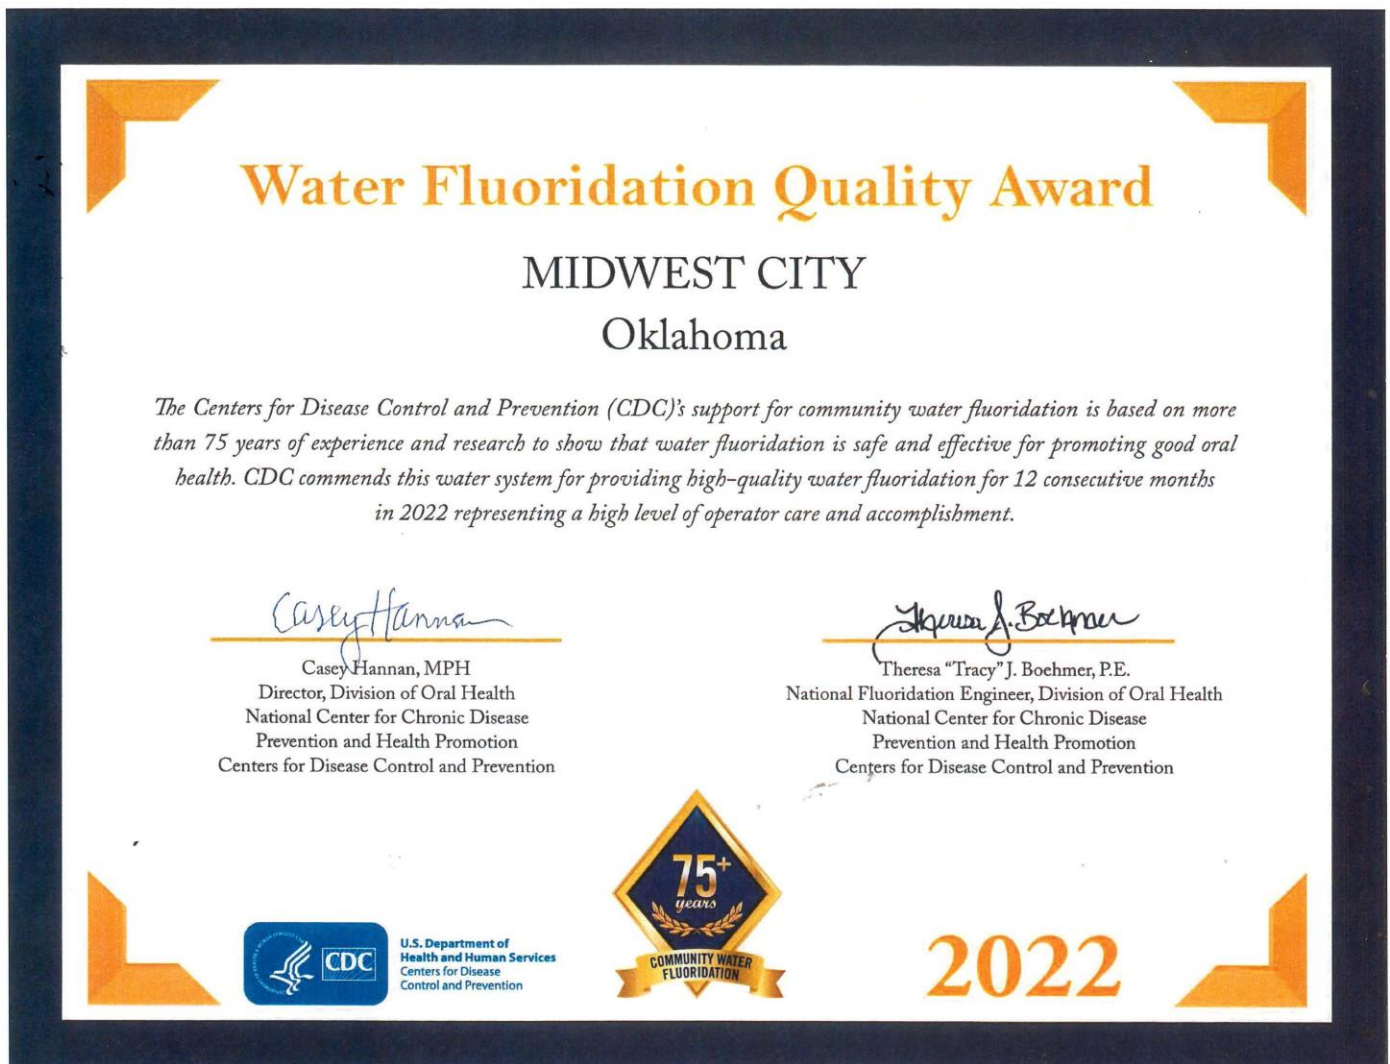 Water Fluoridation Quality Award
MIDWEST CITY
Oklahoma
The Centers for Disease Control and Prevention (CDC)'s support for community water fluoridation is based on more
than 75 years of experience and research to show that water fluoridation is safe and effective for promoting good oral
health. CDC commends this water system for providing high-quality water fluoridation for 12 consecutive months
in 2022 representing a high level of operator care and accomplishment.
Casey Hannan
Casey Hannan, MPH
Director, Division of Oral Health
National Center for Chronic Disease
Prevention and Health Promotion
Centers for Disease Control and Prevention
Theresa J. Boehmer
Theresa “Tracy” J. Boehmer, P.E.
National Fluoridation Engineer, Division of Oral Health
National Center for Chronic Disease
Prevention and Health Promotion
Centers for Disease Control and Prevention
75+
years
COMMUNITY WATER
FLUORIDATION
CDC
U.S. Department of
Health and Human Services
Centers for Disease
Control and Prevention
2022